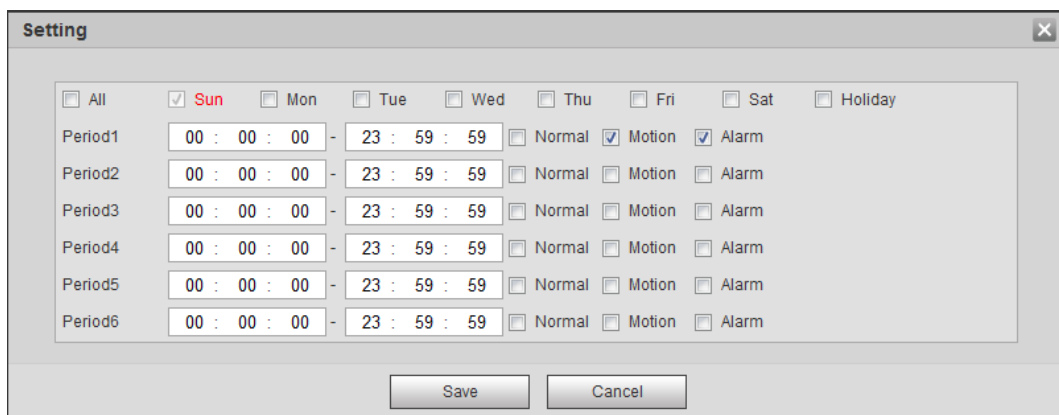 Setting
All Sun Mon Tue Wed Thu Fri Sat Holiday
Period1 00 : 00 : 00 - 23 : 59 : 59 Normal Motion Alarm
Period2 00 : 00 : 00 - 23 : 59 : 59 Normal Motion Alarm
Period3 00 : 00 : 00 - 23 : 59 : 59 Normal Motion Alarm
Period4 00 : 00 : 00 - 23 : 59 : 59 Normal Motion Alarm
Period5 00 : 00 : 00 - 23 : 59 : 59 Normal Motion Alarm
Period6 00 : 00 : 00 - 23 : 59 : 59 Normal Motion Alarm
Save Cancel